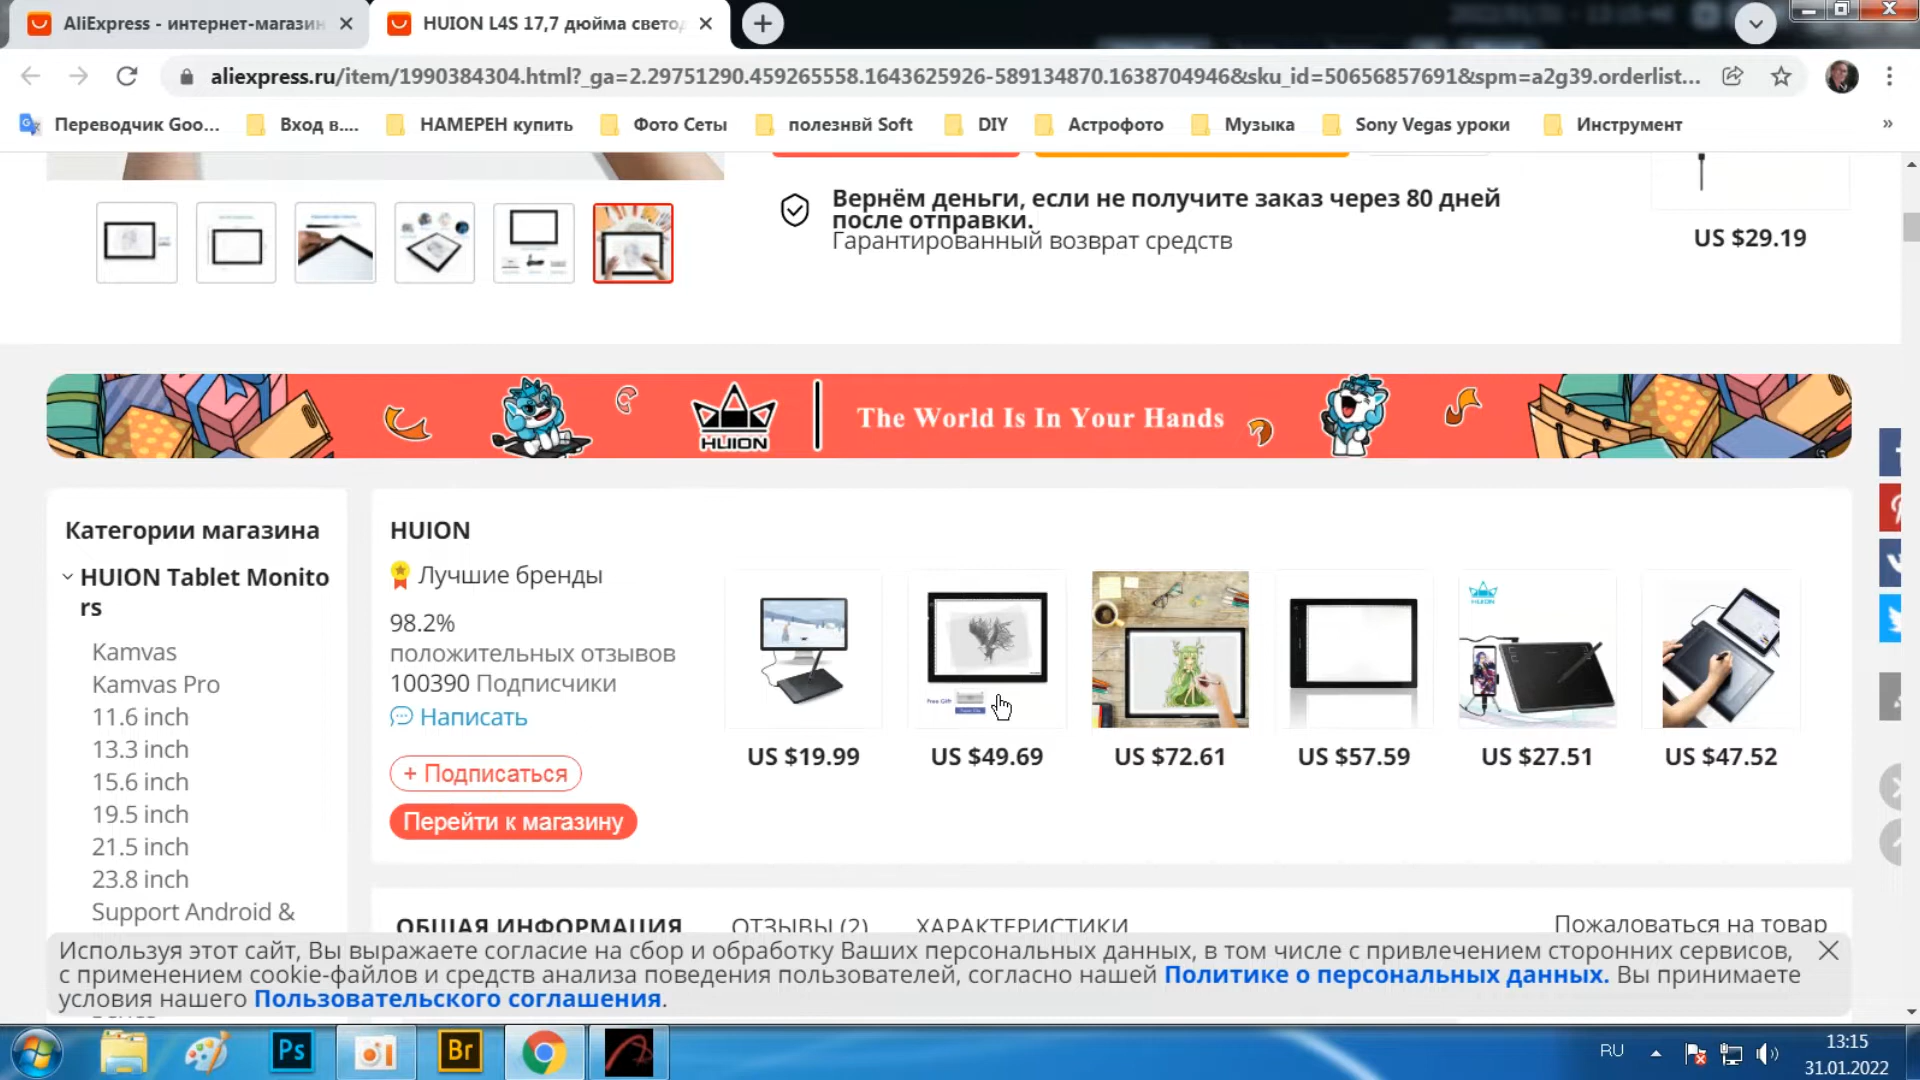 AliExpress - интернет-магазин
HUION L4S 17,7 дюйма светод
aliexpress.ru/item/1990384304.html?_ga=2.29751290.459265558.1643625926-589134870.1638704946&sku_id=50656857691&spm=a2g39.orderlist...
Переводчик Goo...
Вход в....
НАМЕРЕН купить
Фото Сеты
полезнвй Soft
DIY
Астрофото
Музыка
Sony Vegas уроки
Инструмент
»
Вернём деньги, если не получите заказ через 80 дней
после отправки.
Гарантированный возврат средств
US $29.19
HUION
The World Is In Your Hands
Категории магазина
HUION Tablet Monito
rs
Kamvas
Kamvas Pro
11.6 inch
13.3 inch
15.6 inch
19.5 inch
21.5 inch
23.8 inch
Support Android &
HUION
Лучшие бренды
98.2%
положительных отзывов
100390 Подписчики
Написать
+ Подписаться
Перейти к магазину
Free Gift
HUION
US $19.99
US $49.69
US $72.61
US $57.59
US $27.51
US $47.52
ОБЩАЯ ИНФОРМАЦИЯ
ОТЗЫВЫ (2)
ХАРАКТЕРИСТИКИ
Пожаловаться на товар
Используя этот сайт, Вы выражаете согласие на сбор и обработку Ваших персональных данных, в том числе с привлечением сторонних сервисов,
с применением cookie-файлов и средств анализа поведения пользователей, согласно нашей Политике о персональных данных. Вы принимаете
условия нашего Пользовательского соглашения.
Ps
Br
RU
13:15
31.01.2022